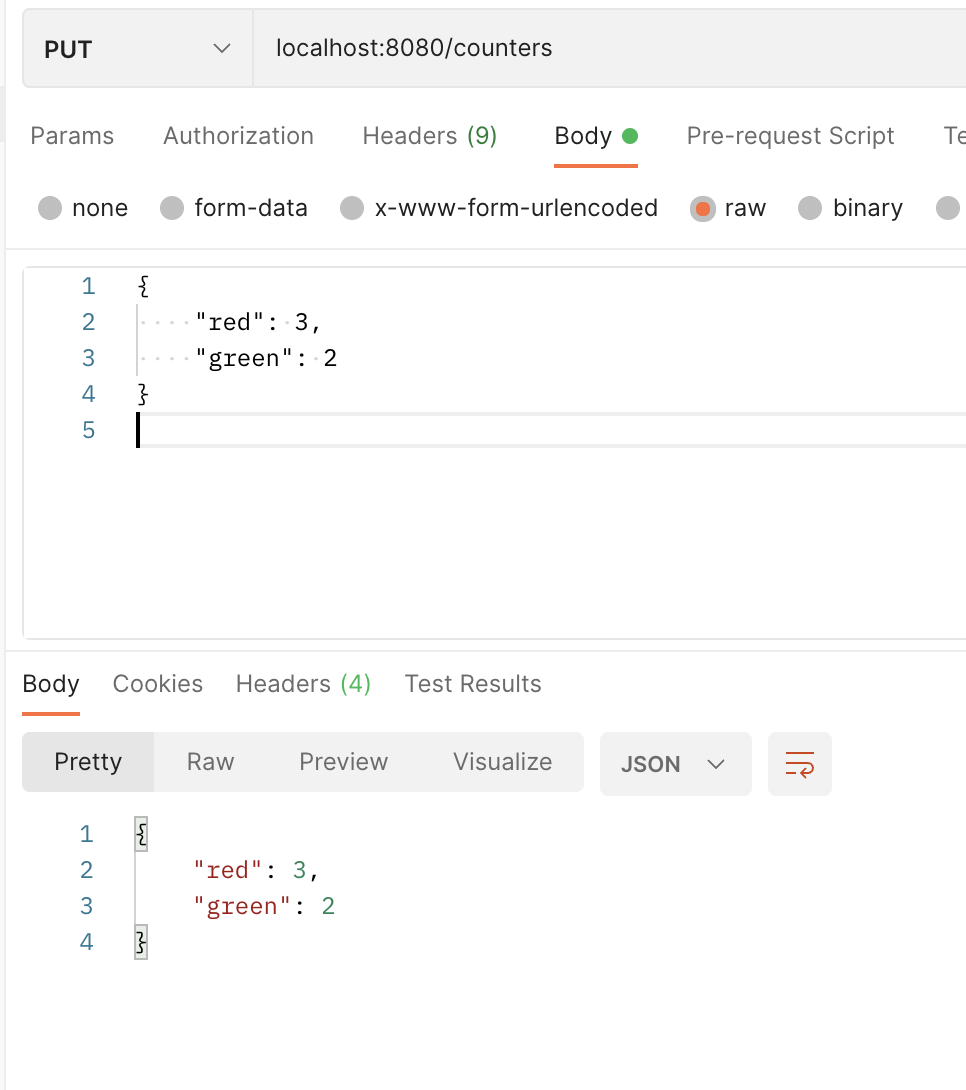 PUT localhost:8080/counters
Params Authorization Headers (9) Body Pre-request Script
none form-data x-www-form-urlencoded raw binary
1 {
2 "red": 3,
3 "green": 2
4 }
5
Body Cookies Headers (4) Test Results
Pretty Raw Preview Visualize JSON
1 {
2 "red": 3,
3 "green": 2
4 }